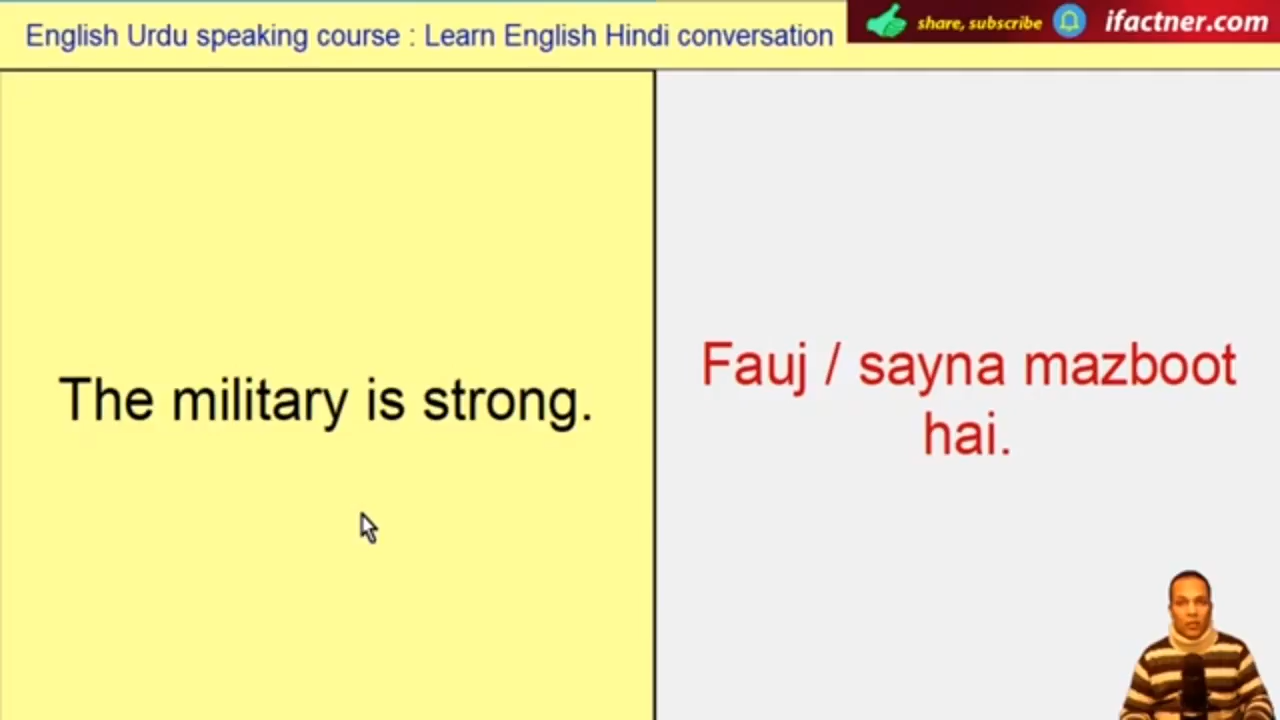 English Urdu speaking course : Learn English Hindi conversation
share, subscribe
ifactner.com
The military is strong.
Fauj / sayna mazboot
hai.